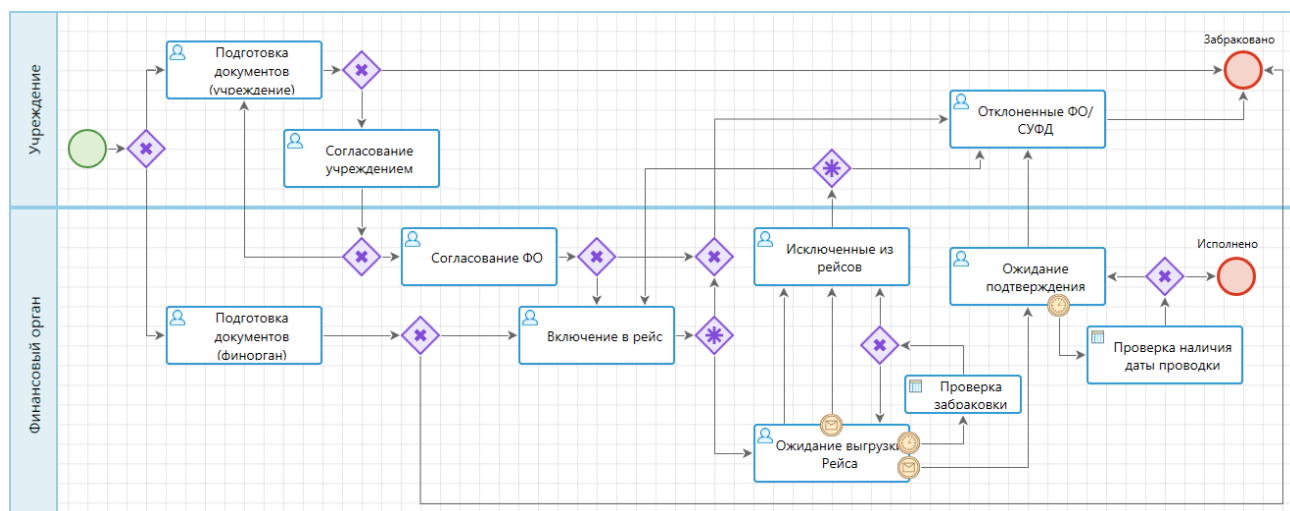 Учреждение
Забраковано
Подготовка
документов
(учреждение)
Отклоненные ФО/
СУФД
Согласование
учреждением
Финансовый орган
Согласование ФО
Исключенные из
рейсов
Ожидание
подтверждения
Исполнено
Подготовка
документов
(финорган)
Включение в рейс
Проверка наличия
даты проводки
Проверка
забраковки
Ожидание выгрузки
Рейса